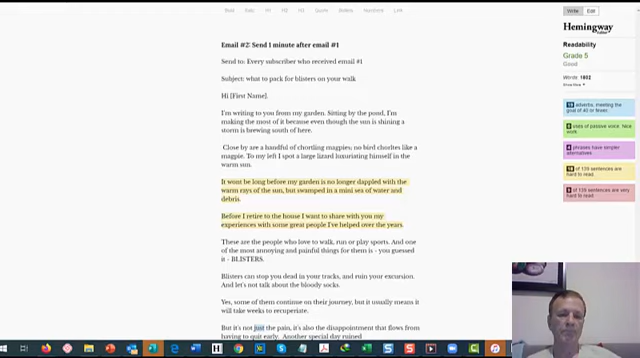 Bold Italic H1 H2 H3 Quote Bullets Numbers Link
Write Edit
Hemingway
Editor
Readability
Grade 5
Good
Words 1802
Show More
adverbs, meeting the
goal of 40 or fewer.
uses of passive voice. Nice
work.
phrases have simpler
alternatives.
of 139 sentences are
hard to read.
of 139 sentences are very
hard to read.
Email #2: Send 1 minute after email #1
Send to: Every subscriber who received email #1
Subject: what to pack for blisters on your walk
Hi [First Name],
I'm writing to you from my garden. Sitting by the pond, I'm
making the most of it because even though the sun is shining a
storm is brewing south of here.
Close by are a handful of chortling magpies; no bird chortles like a
magpie. To my left I spot a large lizard luxuriating himself in the
warm sun.
It wont be long before my garden is no longer dappled with the
warm rays of the sun, but swamped in a mini sea of water and
debris.
Before I retire to the house I want to share with you my
experiences with some great people I've helped over the years.
These are the people who love to walk, run or play sports. And one
of the most annoying and painful things for them is - you guessed
it - BLISTERS.
Blisters can stop you dead in your tracks, and ruin your excursion.
And let's not talk about the bloody socks.
Yes, some of them continue on their journey, but it usually means it
will take weeks to recuperate.
But it's not just the pain, it's also the disappointment that flows from
having to quit early. Another special day ruined